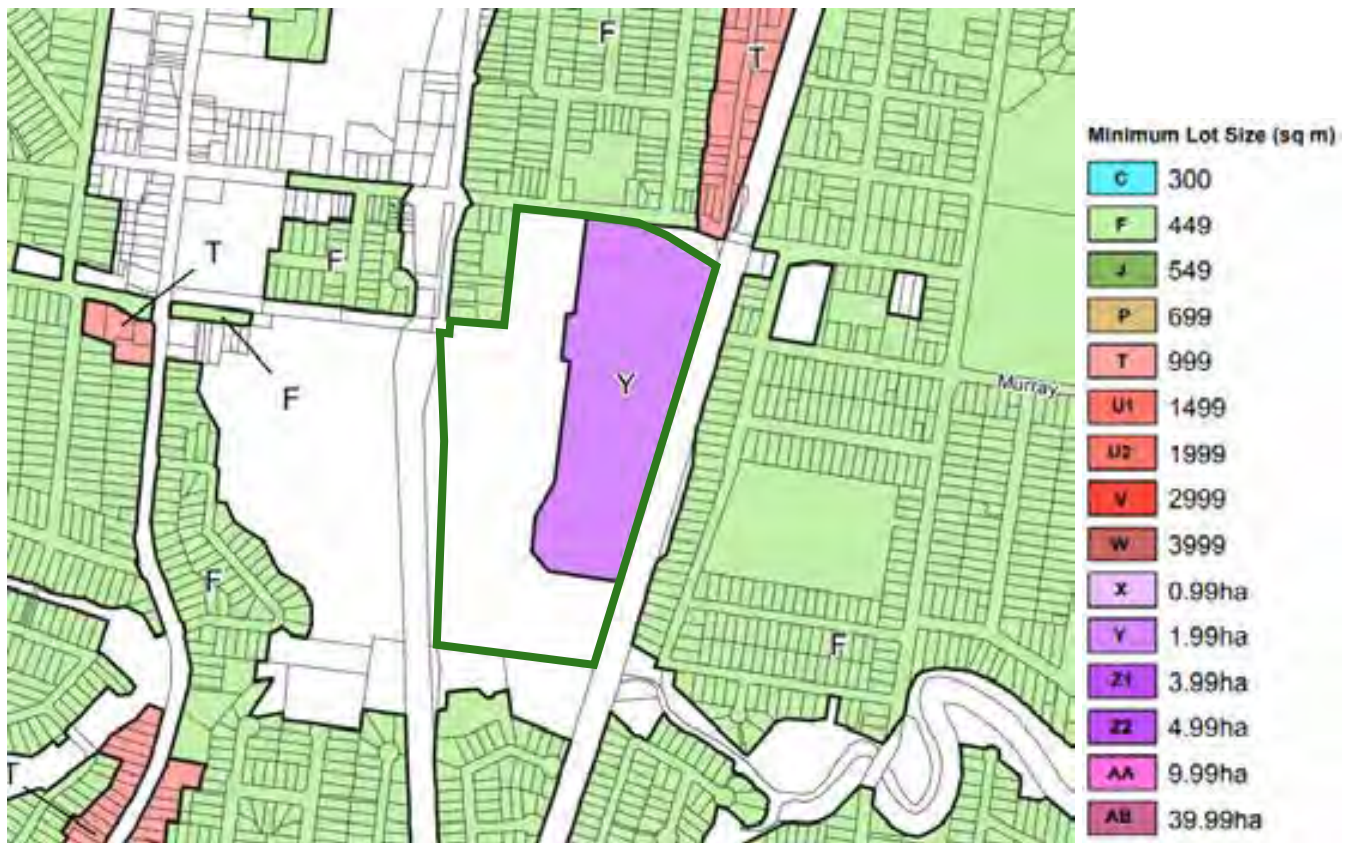 F
T
T
F
F
F
Y
Murray
F
F
T
Minimum Lot Size (sq m)
C 300
F 449
J 549
P 699
T 999
U1 1499
U2 1999
V 2999
W 3999
X 0.99ha
Y 1.99ha
Z1 3.99ha
Z2 4.99ha
AA 9.99ha
AB 39.99ha